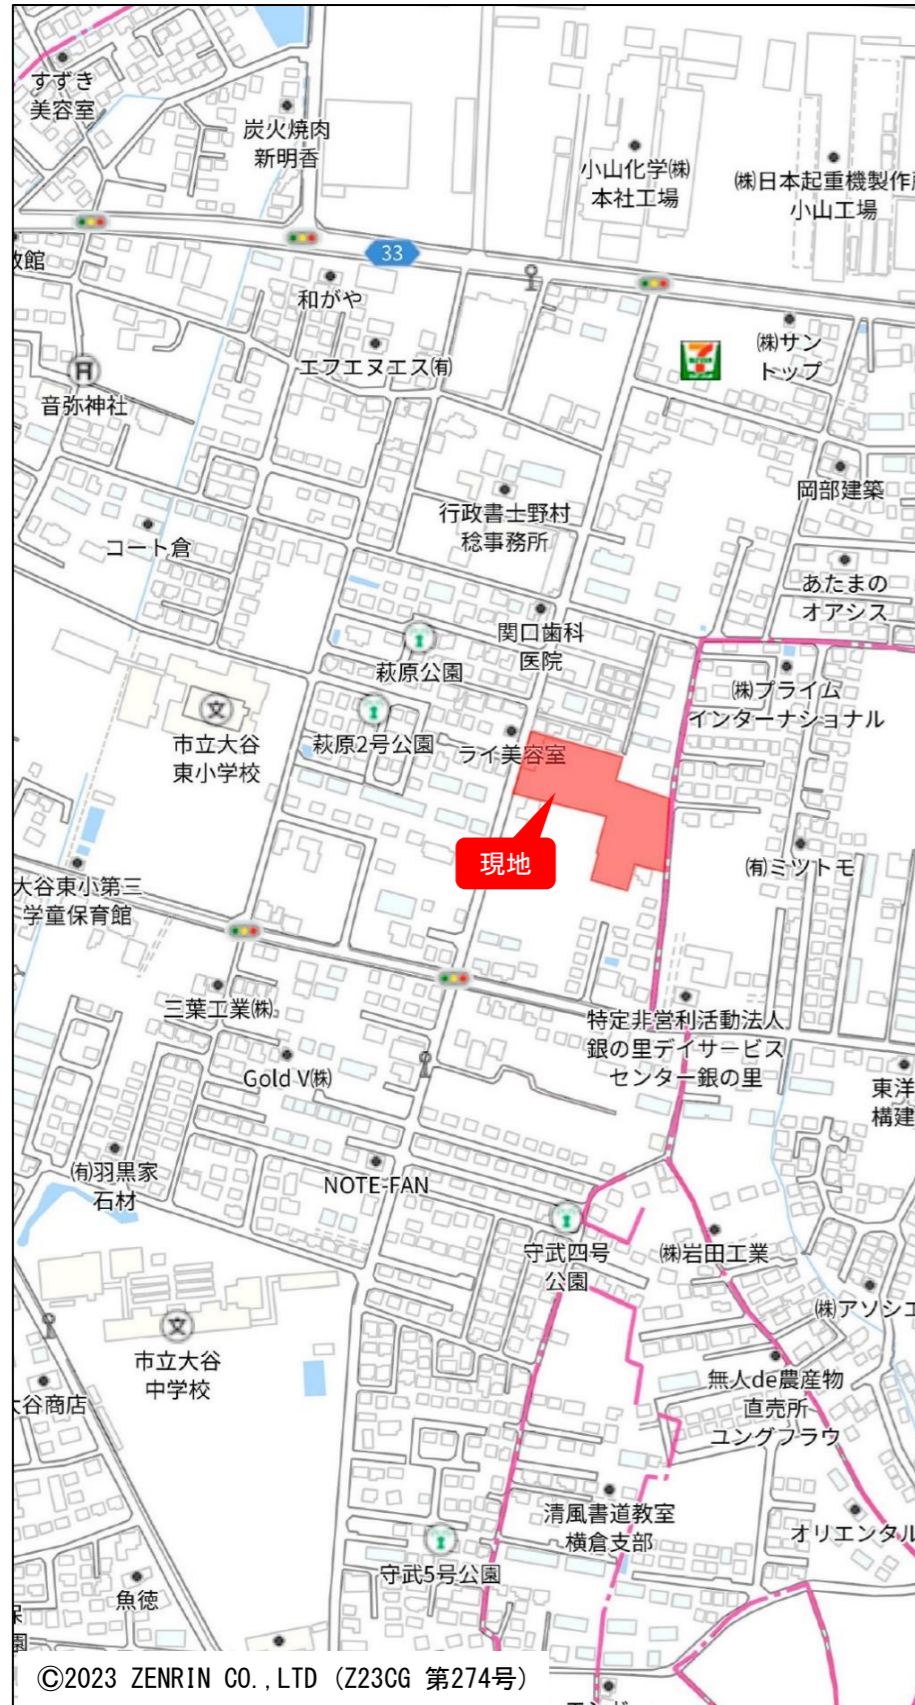 すずき
美容室
炭火焼肉
新明香
小山化学㈱
本社工場
㈱日本起重機製作所
小山工場
33
館
和がや
エフエヌエス㈲
音弥神社
7
㈱サン
トップ
岡部建築
行政書士野村
稔事務所
コート倉
あたまの
オアシス
関口歯科
医院
萩原公園
文
市立大谷
東小学校
萩原2号公園
ライ美容室
㈱プライム
インターナショナル
現地
㈲ミツトモ
大谷東小第三
学童保育館
三葉工業㈱
Gold V㈱
特定非営利活動法人
銀の里デイサービス
センター銀の里
東洋
構建
㈲羽黒家
石材
NOTE-FAN
守武四号
公園
㈱岩田工業
㈱アソシエ
文
市立大谷
中学校
無人de農産物
直売所
ユングフラウ
谷商店
清風書道教室
横倉支部
オリエンタル
守武5号公園
魚徳
園
©2023 ZENRIN CO.,LTD (Z23CG 第274号)